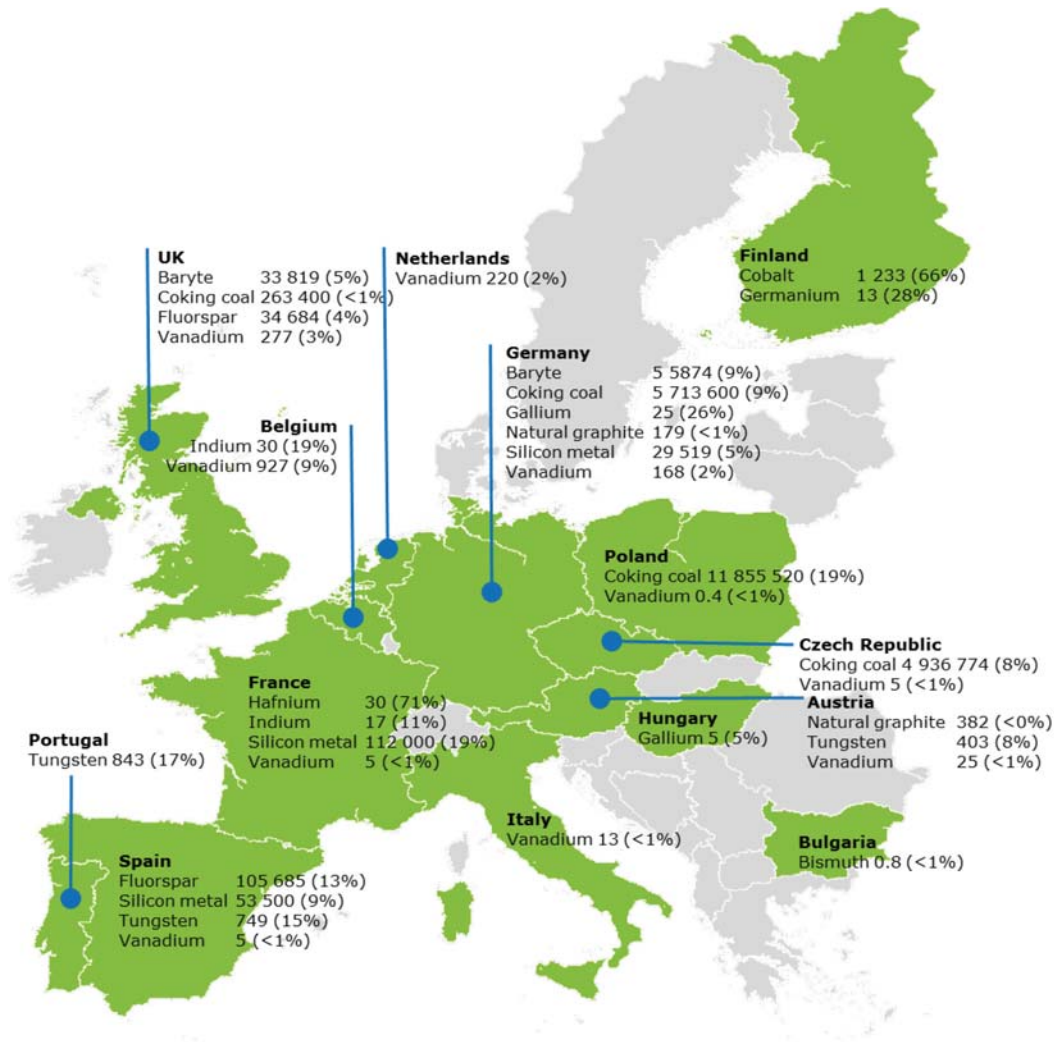 UK
Baryte 33 819 (5%)
Coking coal 263 400 (<1%)
Fluorspar 34 684 (4%)
Vanadium 277 (3%)
Netherlands
Vanadium 220 (2%)
Finland
Cobalt 1 233 (66%)
Germanium 13 (28%)
Germany
Baryte 5 5874 (9%)
Coking coal 5 713 600 (9%)
Gallium 25 (26%)
Natural graphite 179 (<1%)
Silicon metal 29 519 (5%)
Vanadium 168 (2%)
Belgium
Indium 30 (19%)
Vanadium 927 (9%)
Poland
Coking coal 11 855 520 (19%)
Vanadium 0.4 (<1%)
Czech Republic
Coking coal 4 936 774 (8%)
Vanadium 5 (<1%)
Austria
Natural graphite 382 (<0%)
Tungsten 403 (8%)
Vanadium 25 (<1%)
France
Hafnium 30 (71%)
Indium 17 (11%)
Silicon metal 112 000 (19%)
Vanadium 5 (<1%)
Hungary
Gallium 5 (5%)
Portugal
Tungsten 843 (17%)
Italy
Vanadium 13 (<1%)
Bulgaria
Bismuth 0.8 (<1%)
Spain
Fluorspar 105 685 (13%)
Silicon metal 53 500 (9%)
Tungsten 749 (15%)
Vanadium 5 (<1%)